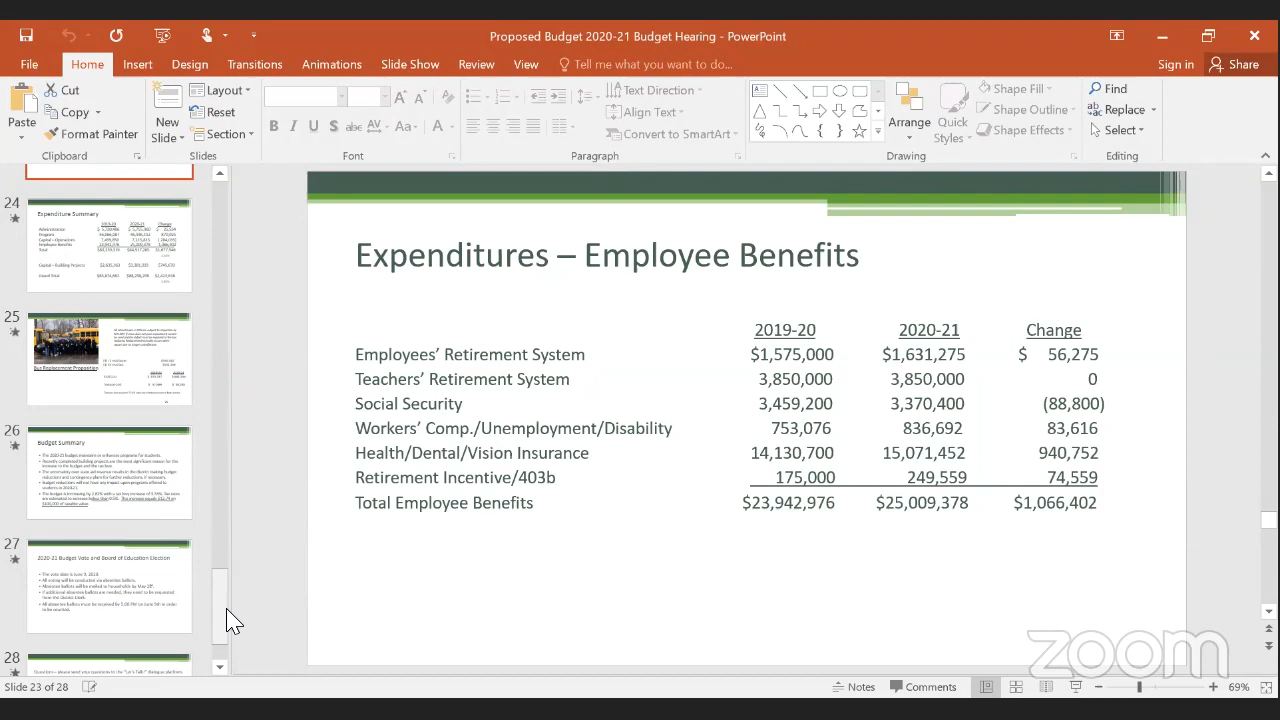 Proposed Budget 2020-21 Budget Hearing - PowerPoint
File Home Insert Design Transitions Animations Slide Show Review View Tell me what you want to do... Sign in Share
Paste Cut Copy Format Painter
Clipboard
New Slide Layout Reset Section
Slides
B I U S abc AV Aa A
Font
Text Direction Align Text Convert to SmartArt
Paragraph
Arrange Quick Styles Shape Fill Shape Outline Shape Effects
Drawing
Find Replace Select
Editing
24
Expenditure Summary
25
Bus Replacement Proposition
26
Budget Summary
27
2020-21 Budget Vote and Board of Education Election
28
Expenditures – Employee Benefits
2019-20 2020-21 Change
Employees’ Retirement System $1,575,000 $1,631,275 $ 56,275
Teachers’ Retirement System 3,850,000 3,850,000 0
Social Security 3,459,200 3,370,400 (88,800)
Workers’ Comp./Unemployment/Disability 753,076 836,692 83,616
Health/Dental/Vision Insurance 14,130,700 15,071,452 940,752
Retirement Incentive/403b 175,000 249,559 74,559
Total Employee Benefits $23,942,976 $25,009,378 $1,066,402
zoom
Slide 23 of 28 Notes Comments 69%